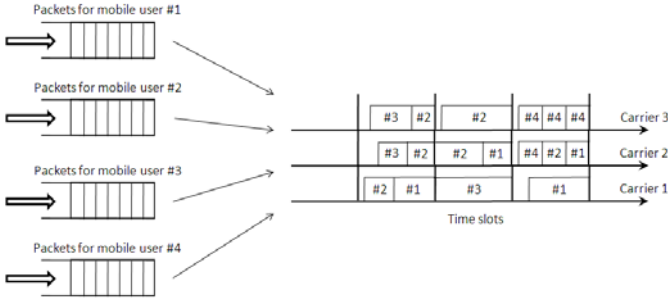 Packets for mobile user #1
Packets for mobile user #2
Packets for mobile user #3
Packets for mobile user #4
#3 #2 #2 #4 #4 #4 Carrier 3
#3 #2 #2 #1 #4 #2 #1 Carrier 2
#2 #1 #3 #1 Carrier 1
Time slots